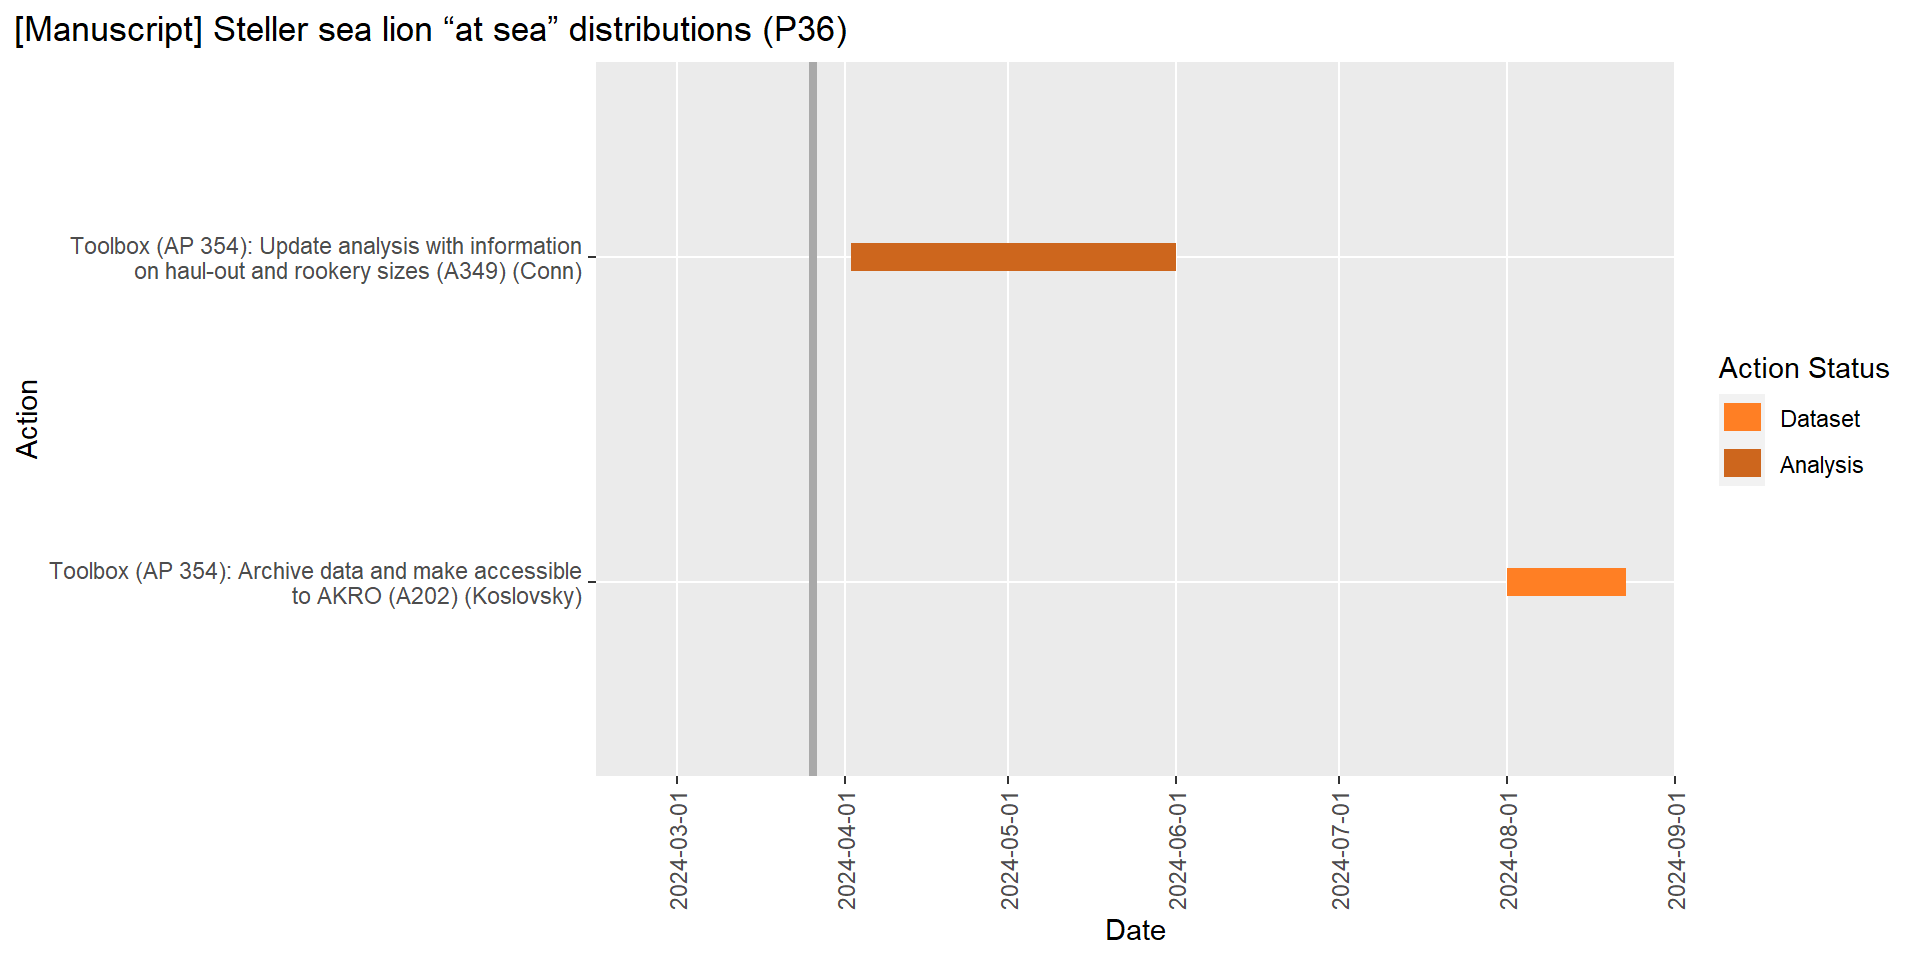 [Manuscript] Steller sea lion “at sea” distributions (P36)
Toolbox (AP 354): Update analysis with information
on haul-out and rookery sizes (A349) (Conn)
Toolbox (AP 354): Archive data and make accessible
to AKRO (A202) (Koslovsky)
Action
2024-03-01
2024-04-01
2024-05-01
2024-06-01
2024-07-01
2024-08-01
2024-09-01
Date
Action Status
Dataset
Analysis